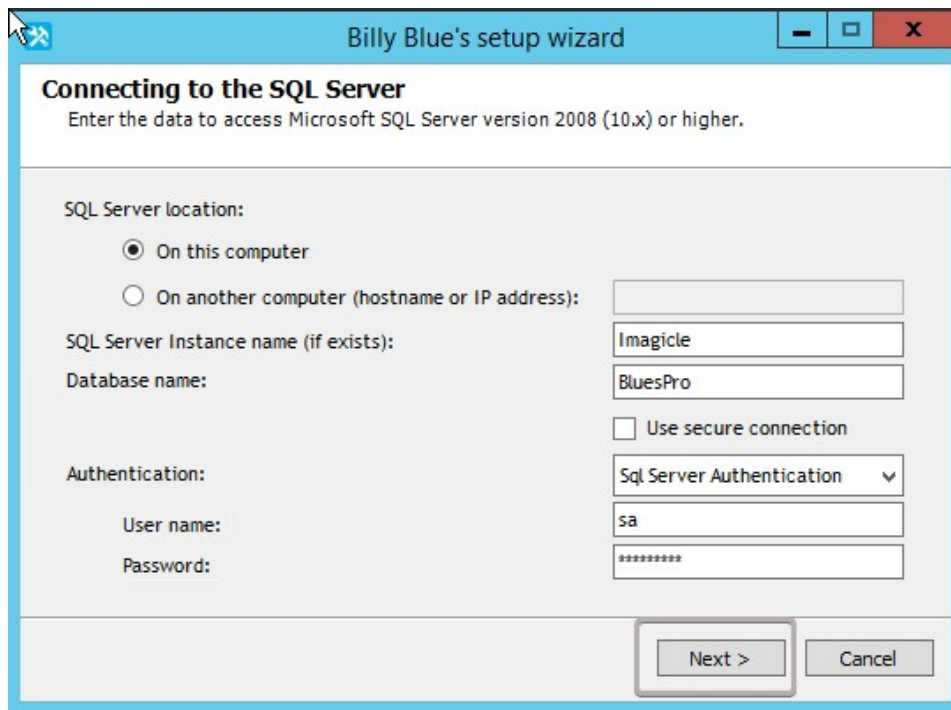 Billy Blue's setup wizard
Connecting to the SQL Server
Enter the data to access Microsoft SQL Server version 2008 (10.x) or higher.
SQL Server location:
On this computer
On another computer (hostname or IP address):
SQL Server Instance name (if exists): Imagicle
Database name: BluesPro
Use secure connection
Authentication: Sql Server Authentication
User name: sa
Password: *********
Next > Cancel